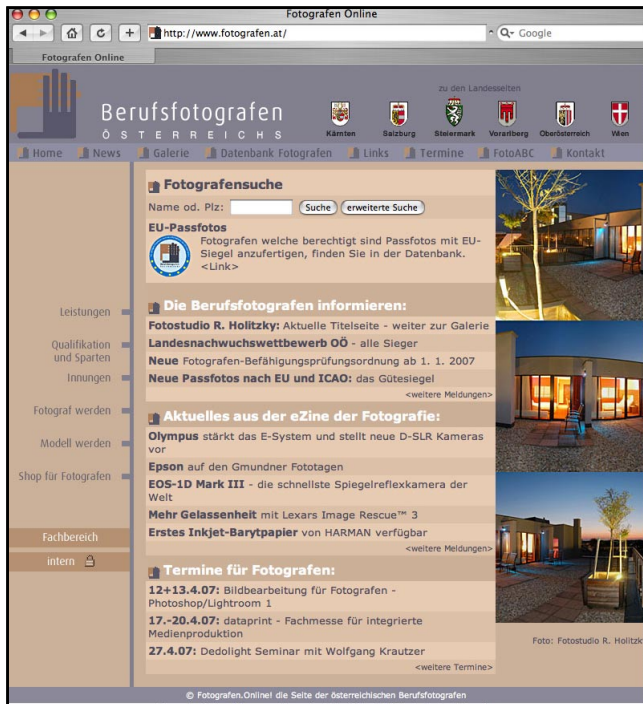 Fotografen Online
http://www.fotografen.at/
Google
Fotografen Online
Berufsfotografen
ÖSTERREICHS
zu den Landesseiten
Kärnten Salzburg Steiermark Vorarlberg Oberösterreich Wien
Home News Galerie Datenbank Fotografen Links Termine FotoABC Kontakt
Leistungen
Qualifikation
und Sparten
Innungen
Fotograf werden
Modell werden
Shop für Fotografen
Fachbereich
intern
Fotografensuche
Name od. Plz: Suche erweiterte Suche
EU-Passfotos
Fotografen welche berechtigt sind Passfotos mit EU-
Siegel anzufertigen, finden Sie in der Datenbank.
<Link>
Die Berufsfotografen informieren:
Fotostudio R. Holitzky: Aktuelle Titelseite - weiter zur Galerie
Landesnachwuchswettbewerb OÖ - alle Sieger
Neue Fotografen-Befähigungsprüfungsordnung ab 1. 1. 2007
Neue Passfotos nach EU und ICAO: das Gütesiegel
<weitere Meldungen>
Aktuelles aus der eZine der Fotografie:
Olympus stärkt das E-System und stellt neue D-SLR Kameras
vor
Epson auf den Gmundner Fototagen
EOS-1D Mark III - die schnellste Spiegelreflexkamera der
Welt
Mehr Gelassenheit mit Lexars Image Rescue™ 3
Erstes Inkjet-Barytpapier von HARMAN verfügbar
<weitere Meldungen>
Termine für Fotografen:
12+13.4.07: Bildbearbeitung für Fotografen -
Photoshop/Lightroom 1
17.-20.4.07: dataprint - Fachmesse für integrierte
Medienproduktion
27.4.07: Dedolight Seminar mit Wolfgang Krautzer
<weitere Termine>
Foto: Fotostudio R. Holitzk
© Fotografen.Online! die Seite der österreichischen Berufsfotografen